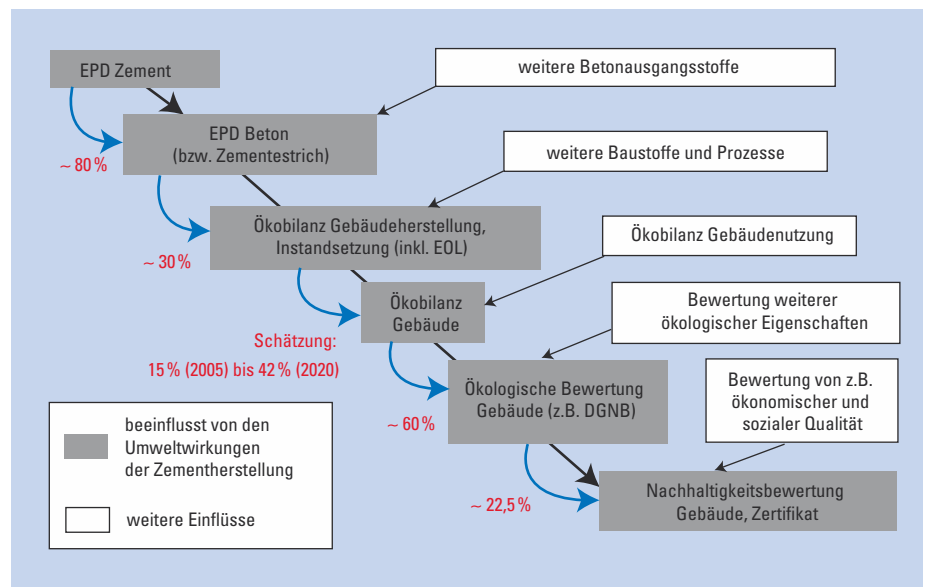 EPD Zement
weitere Betonausgangsstoffe
EPD Beton
(bzw. Zementestrich)
~ 80 %
weitere Baustoffe und Prozesse
Ökobilanz Gebäudeherstellung,
Instandsetzung (inkl. EOL)
~ 30 %
Ökobilanz Gebäudenutzung
Ökobilanz
Gebäude
Schätzung:
15 % (2005) bis 42 % (2020)
Bewertung weiterer
ökologischer Eigenschaften
Ökologische Bewertung
Gebäude (z.B. DGNB)
~ 60 %
Bewertung von z.B.
ökonomischer und
sozialer Qualität
Nachhaltigkeitsbewertung
Gebäude, Zertifikat
~ 22,5 %
beeinflusst von den
Umweltwirkungen
der Zementherstellung
weitere Einflüsse